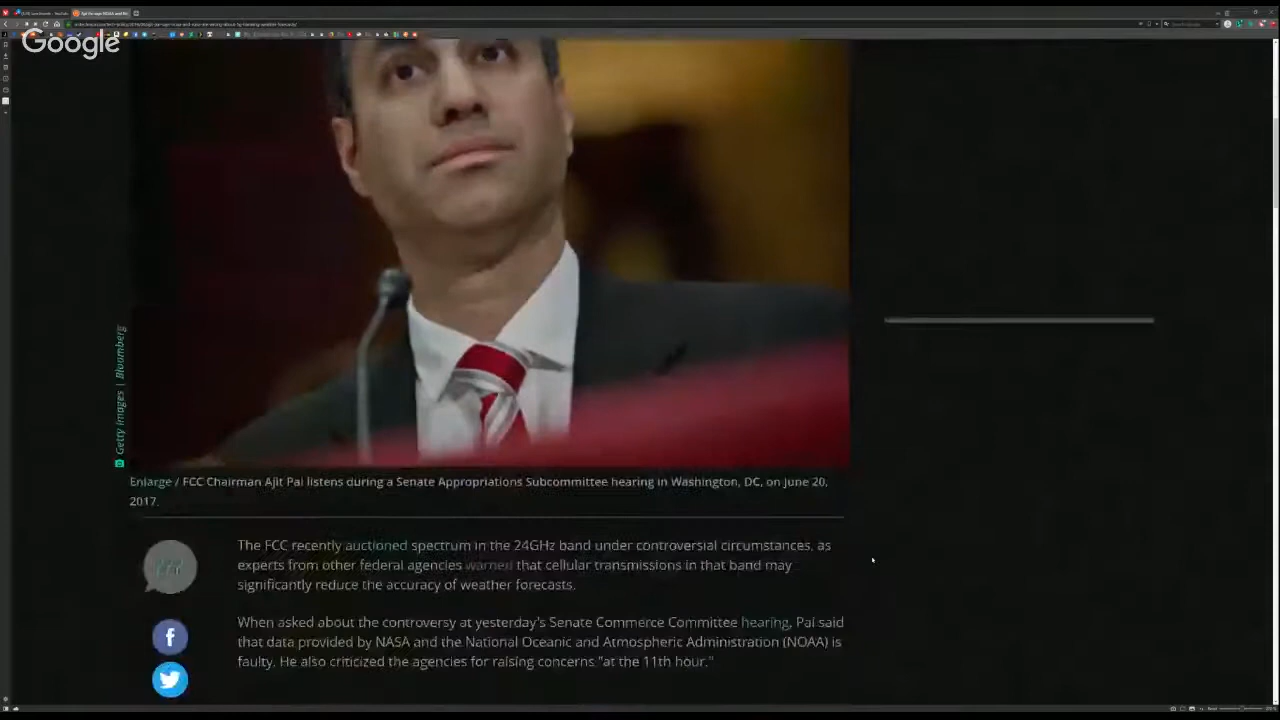 Google
Getty Images | Bloomberg
Enlarge / FCC Chairman Ajit Pai listens during a Senate Appropriations Subcommittee hearing in Washington, DC, on June 20,
2017.
The FCC recently auctioned spectrum in the 24GHz band under controversial circumstances, as
experts from other federal agencies warned that cellular transmissions in that band may
significantly reduce the accuracy of weather forecasts.
When asked about the controversy at yesterday's Senate Commerce Committee hearing, Pai said
that data provided by NASA and the National Oceanic and Atmospheric Administration (NOAA) is
faulty. He also criticized the agencies for raising concerns "at the 11th hour."